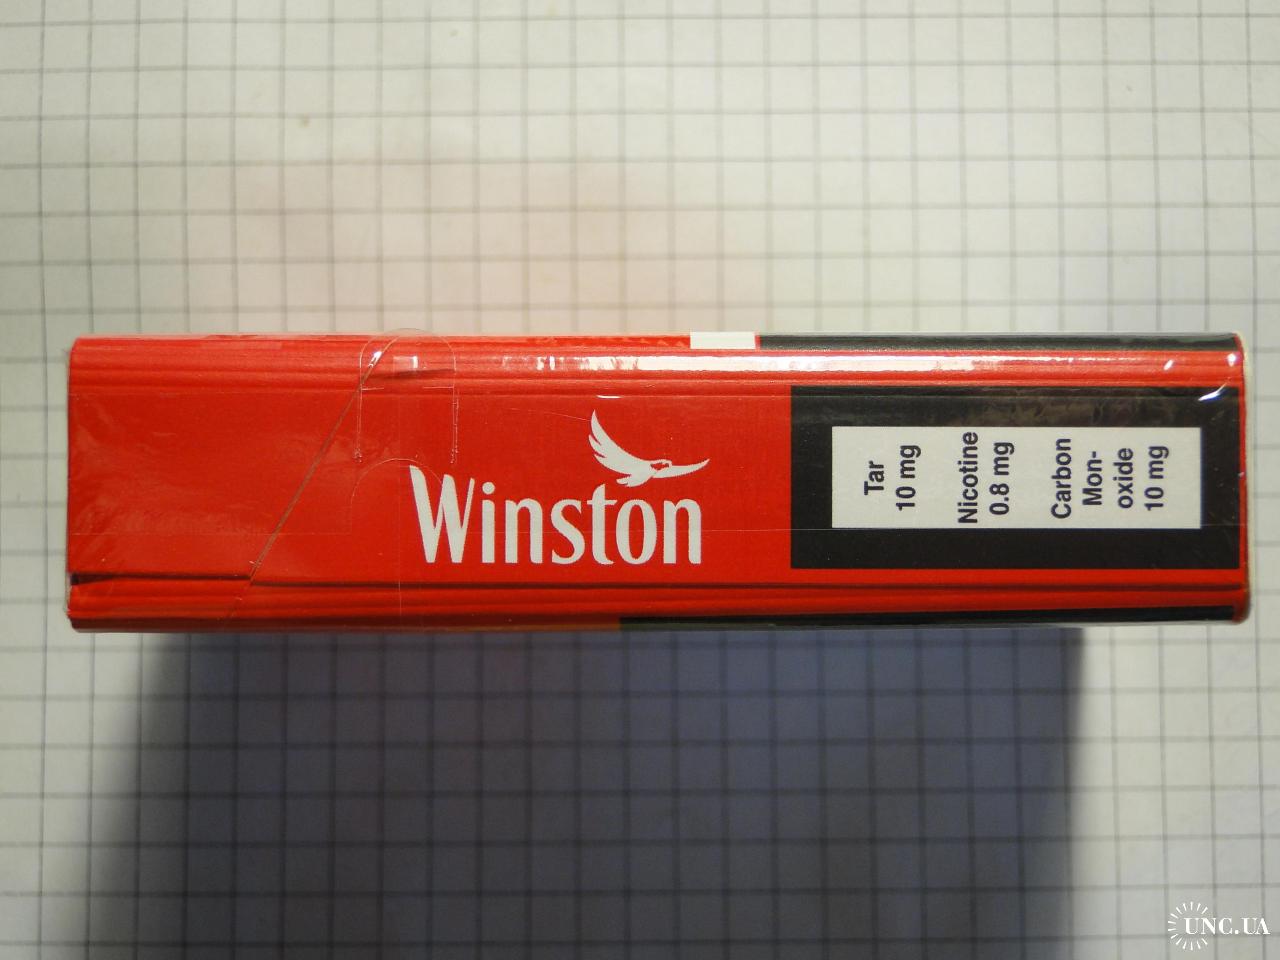 Winston
Tar
10 mg
Nicotine
0.8 mg
Carbon
Mon-
oxide
10 mg
UNC.UA